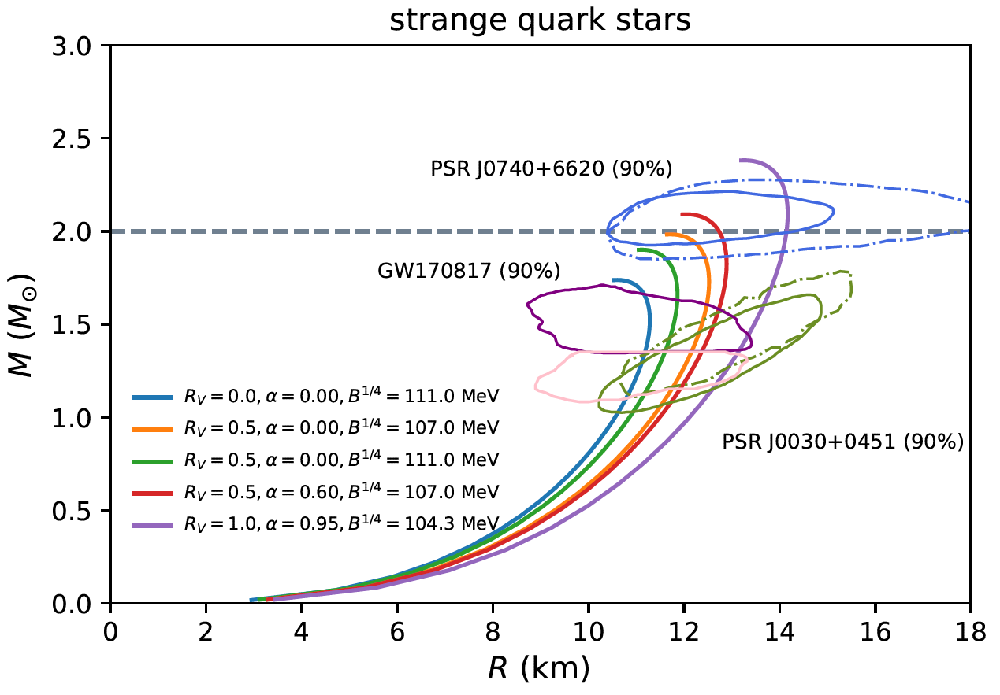 strange quark stars
3.0
2.5
2.0
1.5
1.0
0.5
0.0
M (M⊙)
PSR J0740+6620 (90%)
GW170817 (90%)
PSR J0030+0451 (90%)
R_V = 0.0, α = 0.00, B^{1/4} = 111.0 MeV
R_V = 0.5, α = 0.00, B^{1/4} = 107.0 MeV
R_V = 0.5, α = 0.00, B^{1/4} = 111.0 MeV
R_V = 0.5, α = 0.60, B^{1/4} = 107.0 MeV
R_V = 1.0, α = 0.95, B^{1/4} = 104.3 MeV
0 2 4 6 8 10 12 14 16 18
R (km)